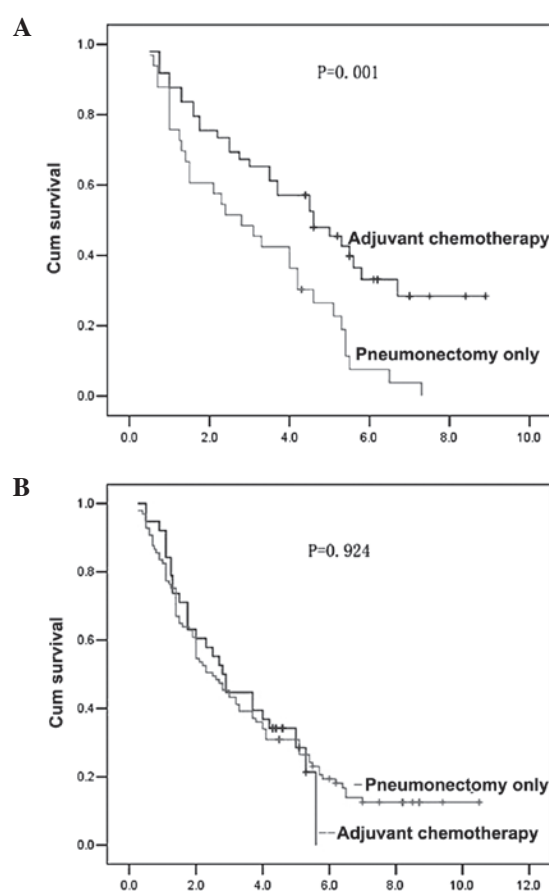 A
1.0
P=0.001
0.8
0.6
Cum survival
Adjuvant chemotherapy
0.4
0.2
Pneumonectomy only
0.0
0.0 2.0 4.0 6.0 8.0 10.0
B
1.0
P=0.924
0.8
0.6
Cum survival
0.4
0.2
Pneumonectomy only
0.0
Adjuvant chemotherapy
0.0 2.0 4.0 6.0 8.0 10.0 12.0